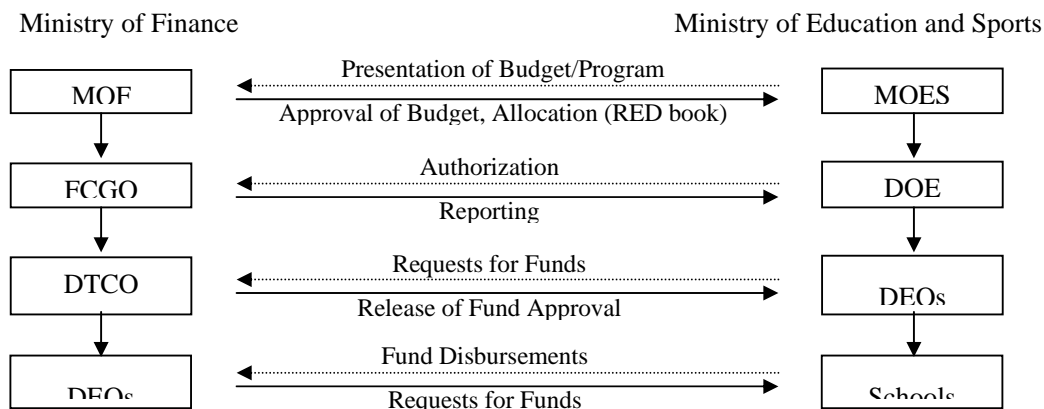 Ministry of Finance
Ministry of Education and Sports
Presentation of Budget/Program
MOF
MOES
Approval of Budget, Allocation (RED book)
Authorization
FCGO
DOE
Reporting
Requests for Funds
DTCO
DEOs
Release of Fund Approval
Fund Disbursements
DEOs
Schools
Requests for Funds